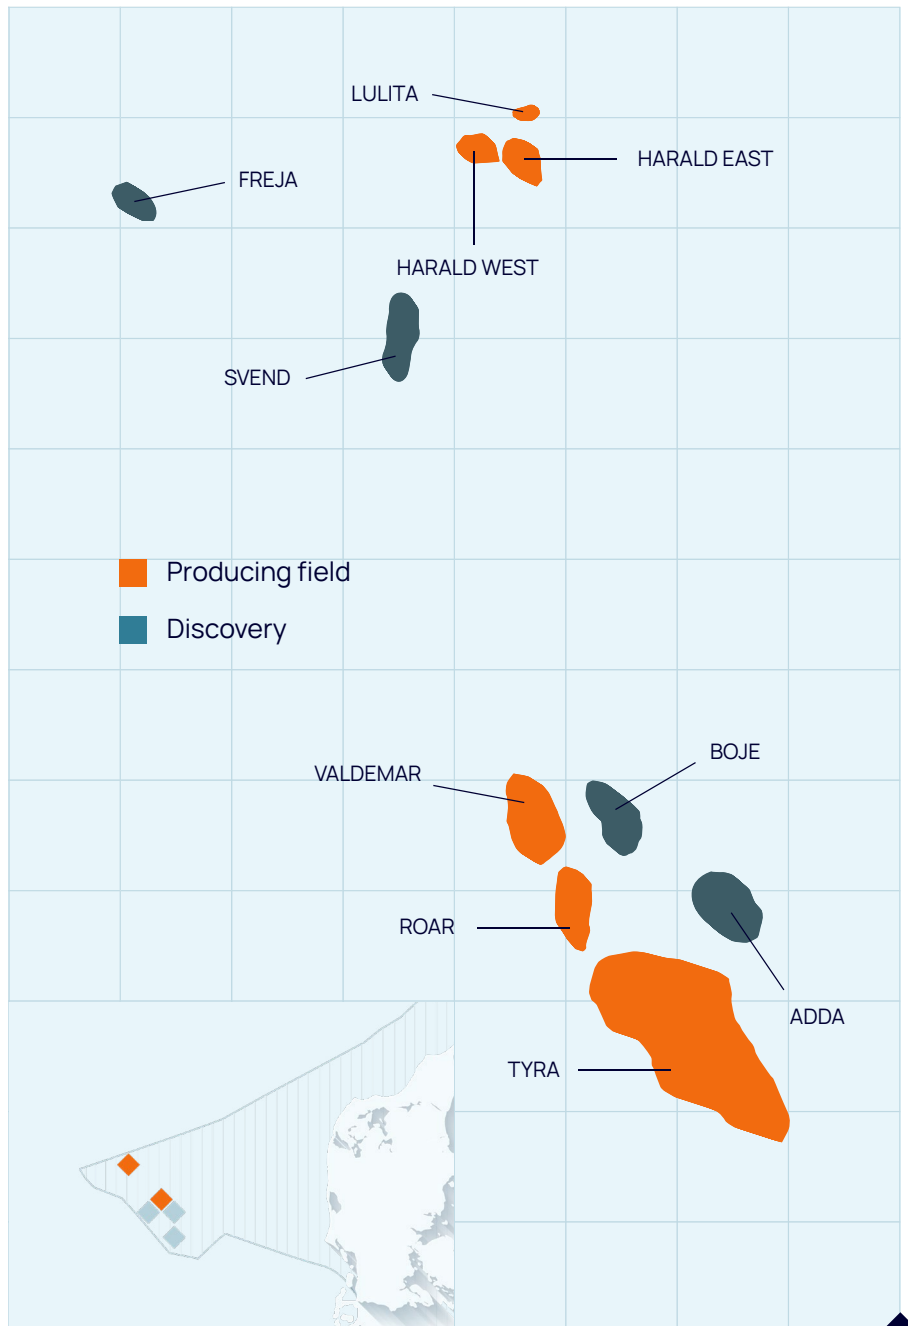 LULITA
HARALD EAST
FREJA
HARALD WEST
SVEND
Producing field
Discovery
BOJE
VALDEMAR
ROAR
ADDA
TYRA